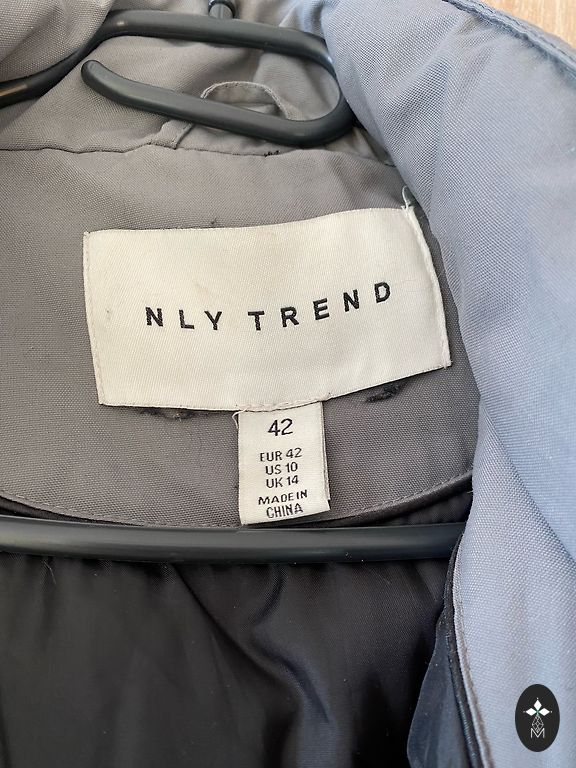 NLY TREND
42
EUR 42
US 10
UK 14
MADE IN
CHINA